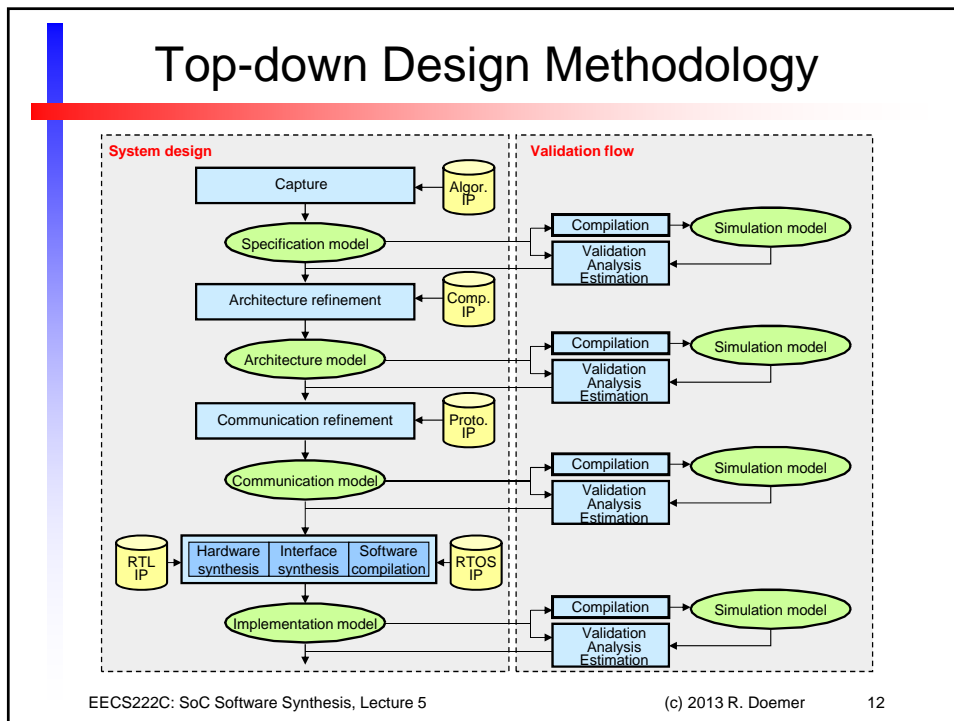 Top-down Design Methodology
System design
Validation flow
Capture
Algor.
IP
Specification model
Compilation
Simulation model
Validation
Analysis
Estimation
Architecture refinement
Comp.
IP
Architecture model
Compilation
Simulation model
Validation
Analysis
Estimation
Communication refinement
Proto.
IP
Communication model
Compilation
Simulation model
Validation
Analysis
Estimation
RTL
IP
Hardware
synthesis
Interface
synthesis
Software
compilation
RTOS
IP
Implementation model
Compilation
Simulation model
Validation
Analysis
Estimation
EECS222C: SoC Software Synthesis, Lecture 5
(c) 2013 R. Doemer
12